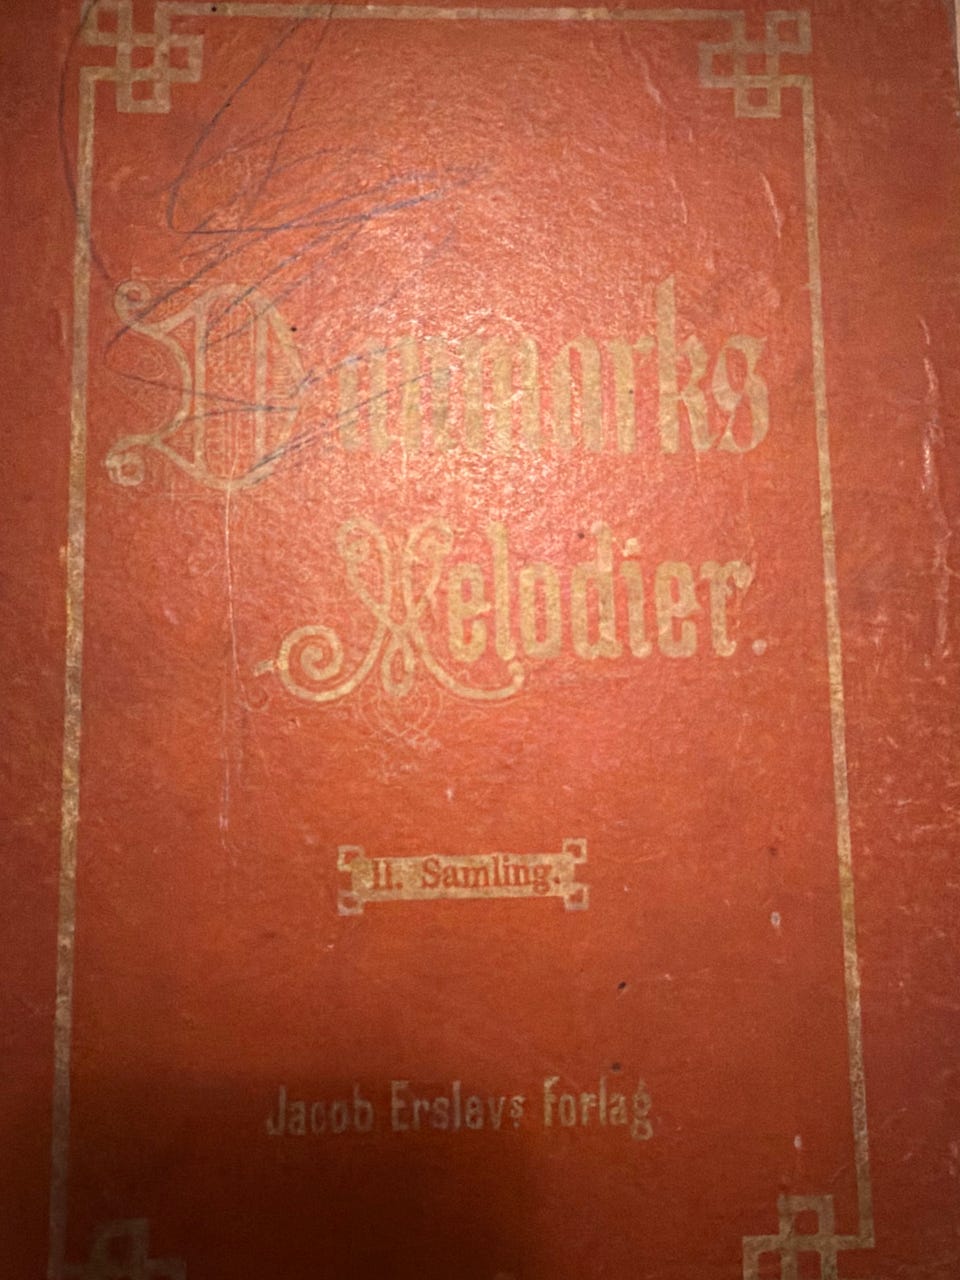 Danmarks
Melodier.
II. Samling.
Jacob Erslevs Forlag.